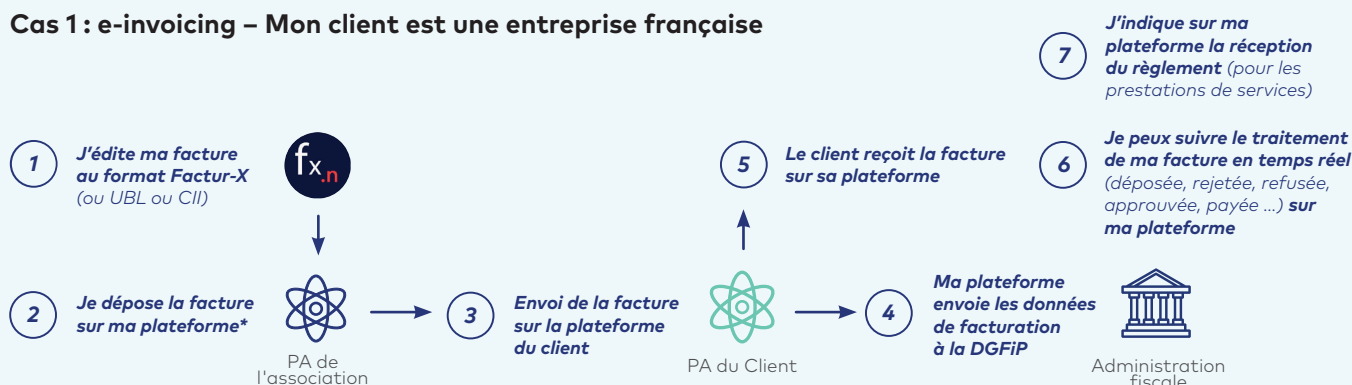 Cas 1 : e-invoicing – Mon client est une entreprise française
1
J'édite ma facture
au format Factur-X
(ou UBL ou CII)
fx.n
2
Je dépose la facture
sur ma plateforme*
PA de
l'association
3
Envoi de la facture
sur la plateforme
du client
PA du Client
4
Ma plateforme
envoie les données
de facturation
à la DGFiP
Administration
fiscale
5
Le client reçoit la facture
sur sa plateforme
6
Je peux suivre le traitement
de ma facture en temps réel
(déposée, rejetée, refusée,
approuvée, payée ...) sur
ma plateforme
7
J'indique sur ma
plateforme la réception
du règlement (pour les
prestations de services)